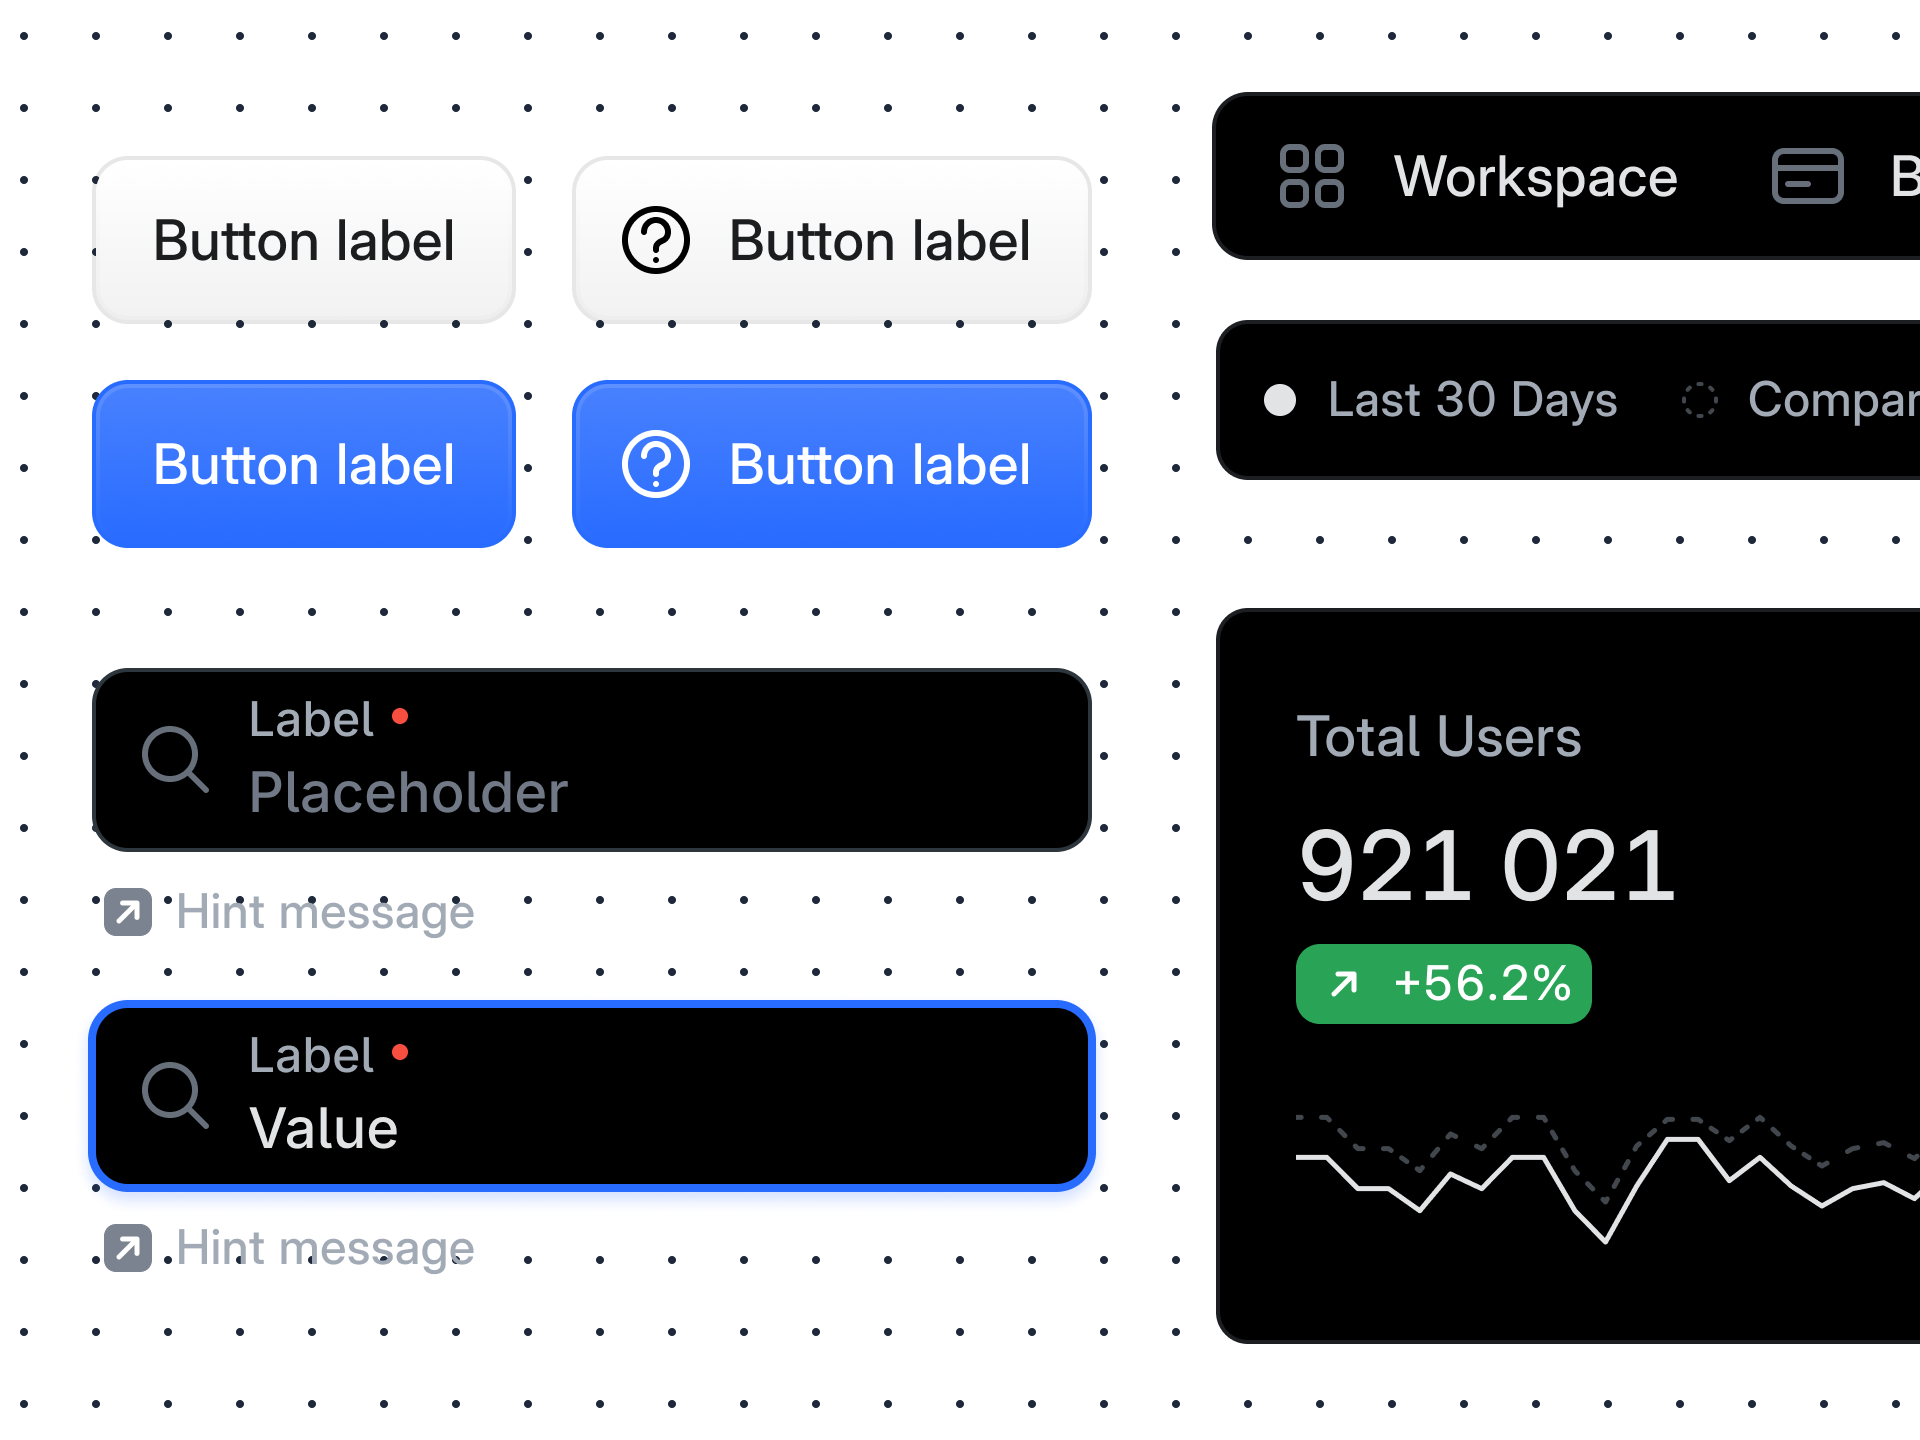 Button label
Button label
Button label
Button label
Label
Placeholder
Hint message
Label
Value
Hint message
Workspace
B
Last 30 Days
Compar
Total Users
921 021
+56.2%